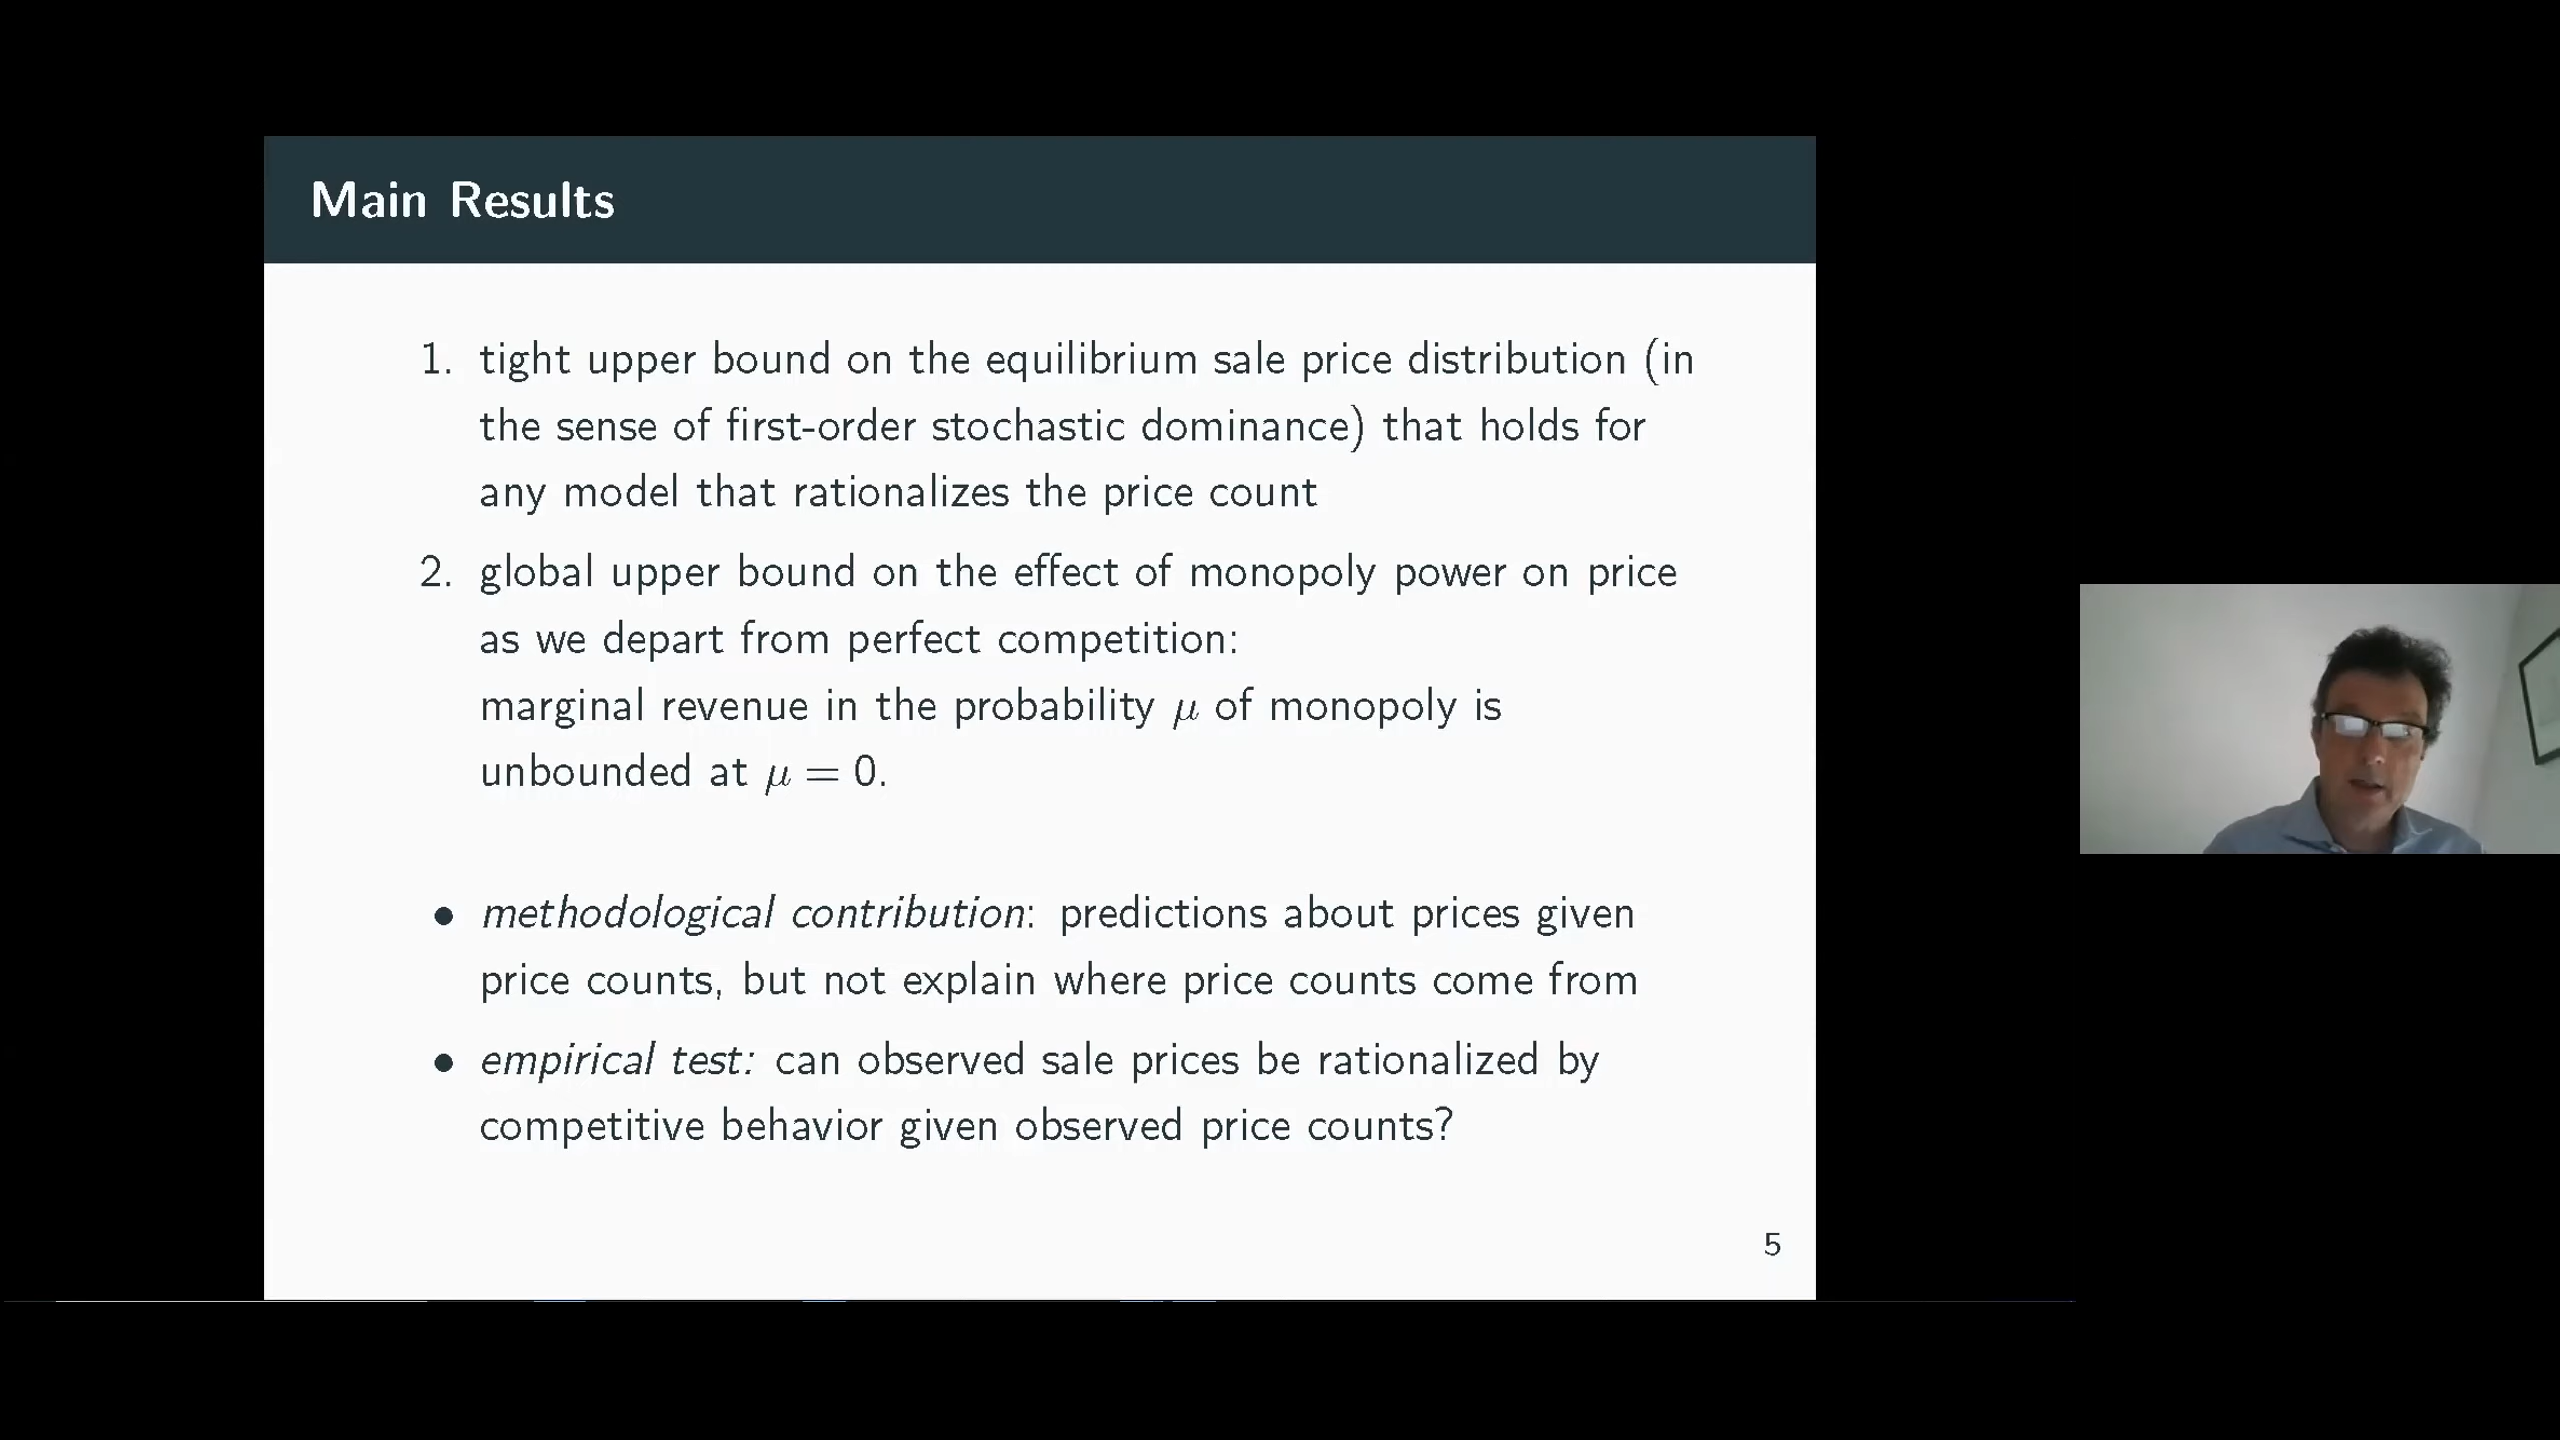 Main Results
1. tight upper bound on the equilibrium sale price distribution (in
the sense of first-order stochastic dominance) that holds for
any model that rationalizes the price count
2. global upper bound on the effect of monopoly power on price
as we depart from perfect competition:
marginal revenue in the probability μ of monopoly is
unbounded at μ = 0.
• methodological contribution: predictions about prices given
price counts, but not explain where price counts come from
• empirical test: can observed sale prices be rationalized by
competitive behavior given observed price counts?
5